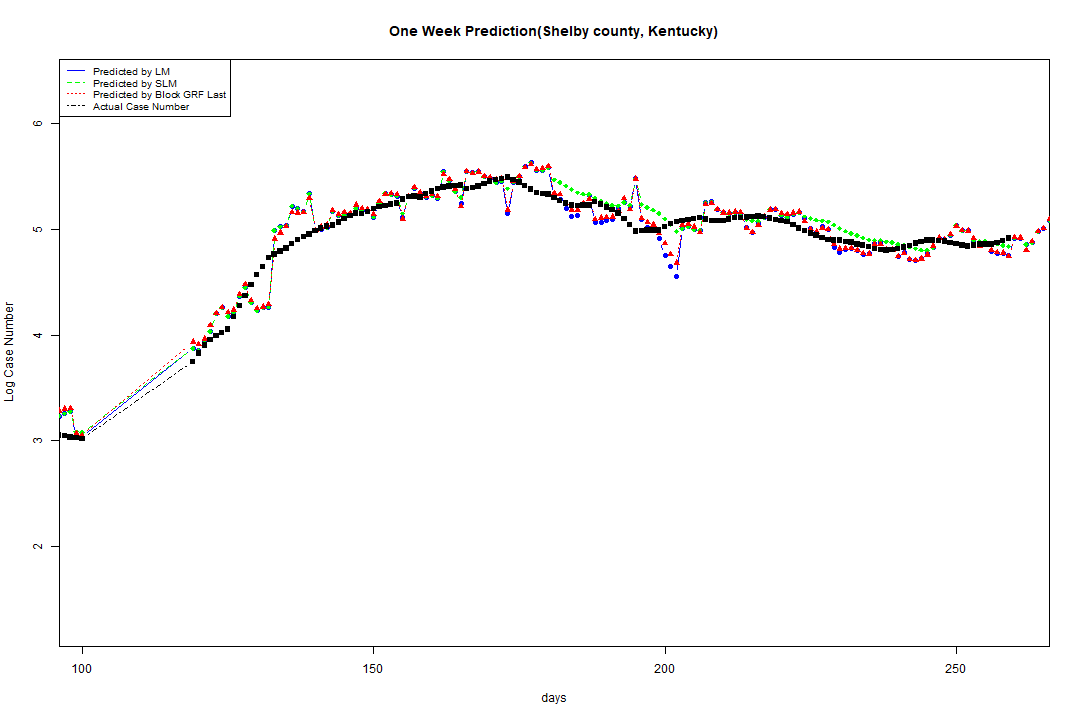 One Week Prediction(Shelby county, Kentucky)
Predicted by LM
Predicted by SLM
Predicted by Block GRF Last
Actual Case Number
6
5
4
3
2
Log Case Number
100 150 200 250
days